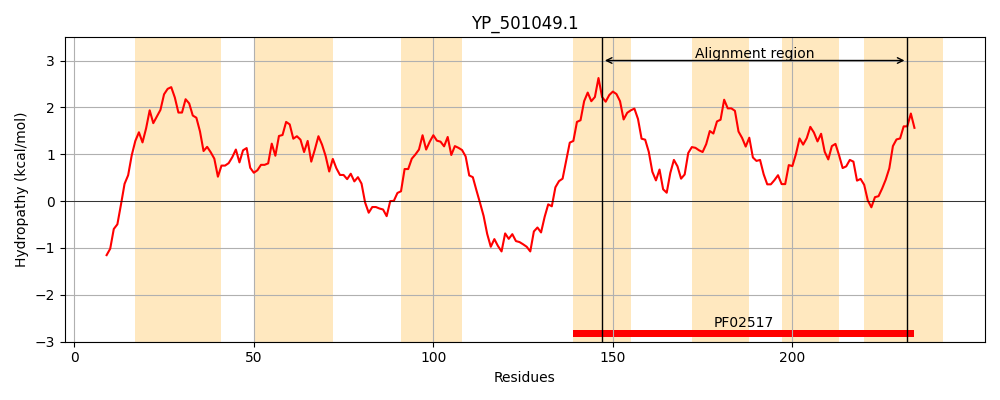 YP_501049.1
Alignment region
3
2
1
0
−1
−2
−3
Hydropathy (kcal/mol)
PF02517
0
50
100
150
200
Residues